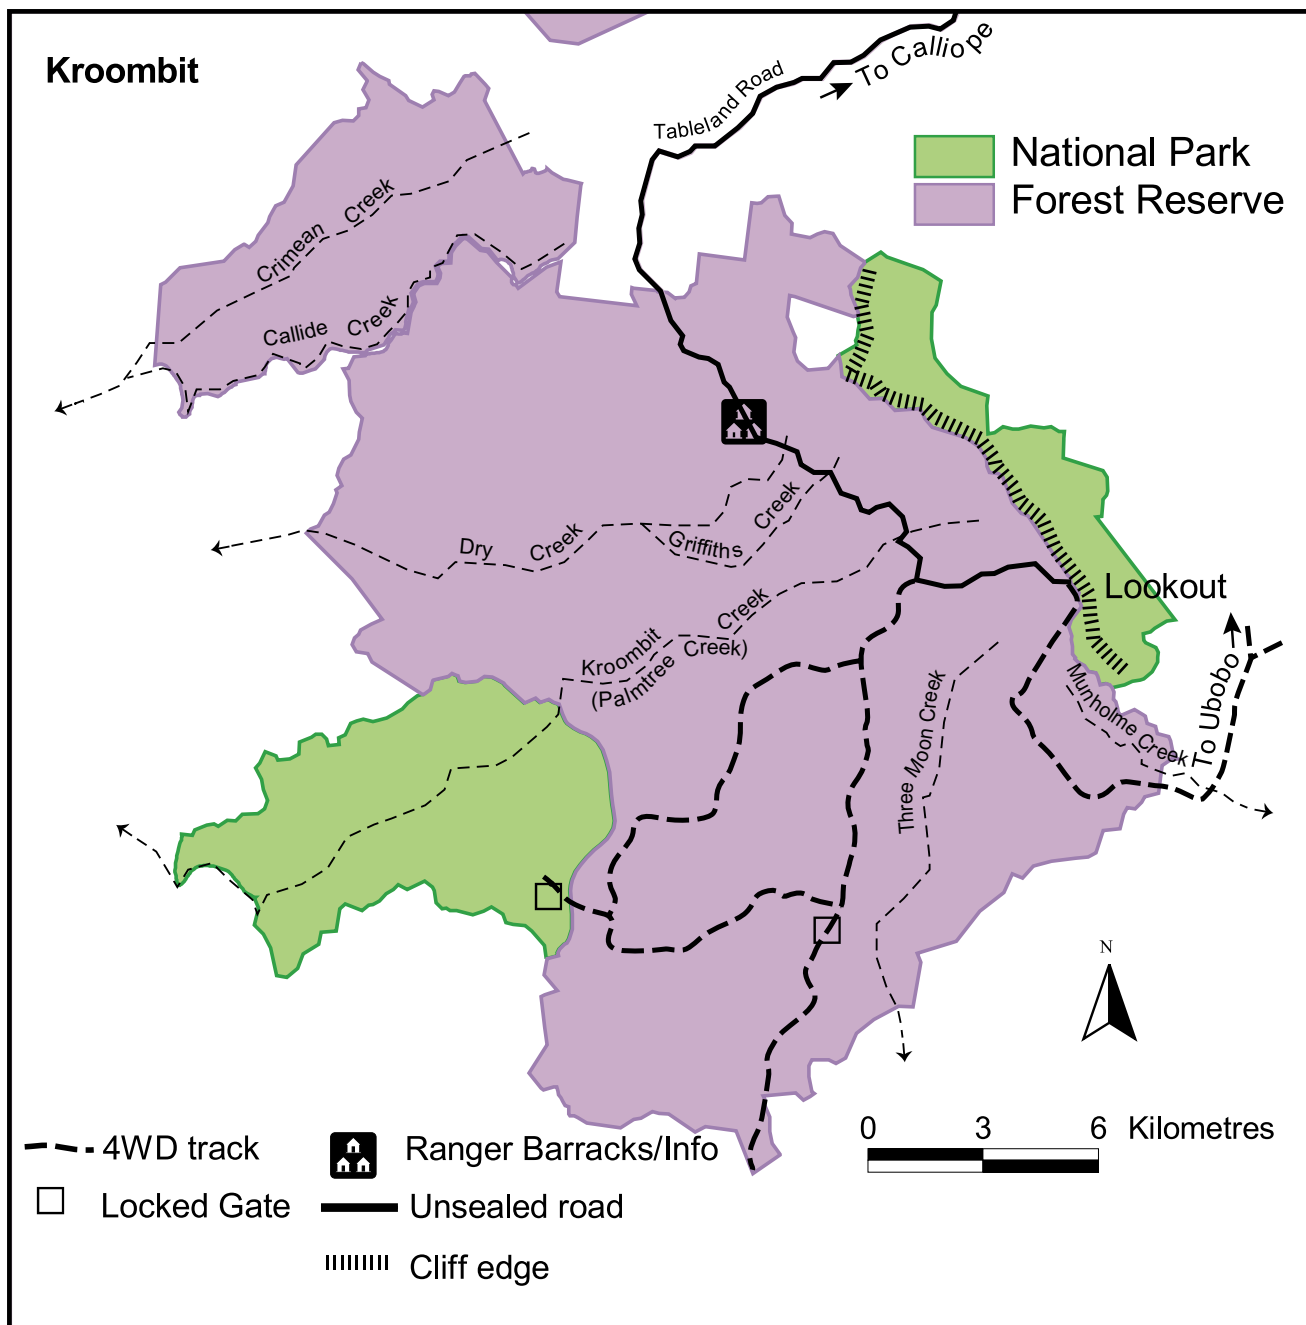 Kroombit
To Calliope
Tableland Road
National Park
Forest Reserve
Crimean Creek
Callide Creek
Dry Creek
Griffiths Creek
Kroombit Creek
(Palmtree Creek)
Lookout
Three Moon Creek
Munholme Creek
To Ubobo
N
0 3 6 Kilometres
4WD track
Ranger Barracks/Info
Locked Gate
Unsealed road
Cliff edge